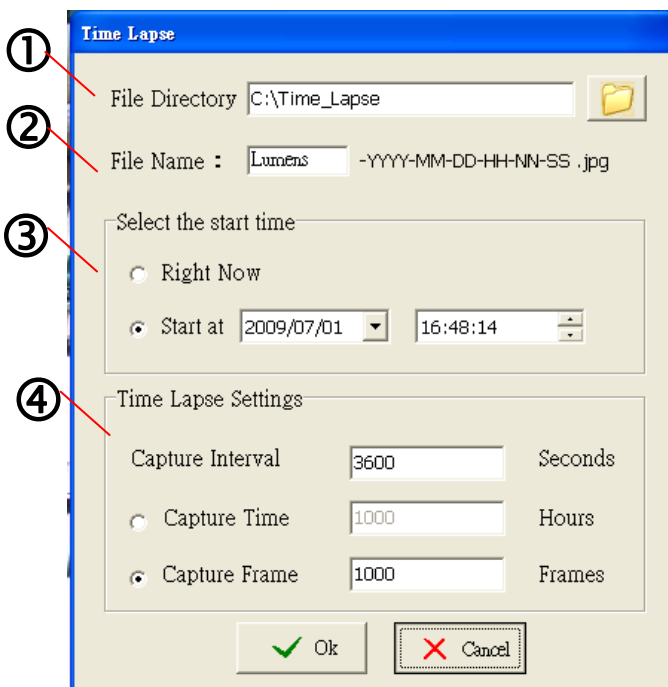 Time Lapse
①
File Directory C:\Time_Lapse
②
File Name : Lumens -YYYY-MM-DD-HH-NN-SS .jpg
③
Select the start time
Right Now
Start at 2009/07/01 16:48:14
④
Time Lapse Settings
Capture Interval 3600 Seconds
Capture Time 1000 Hours
Capture Frame 1000 Frames
Ok Cancel